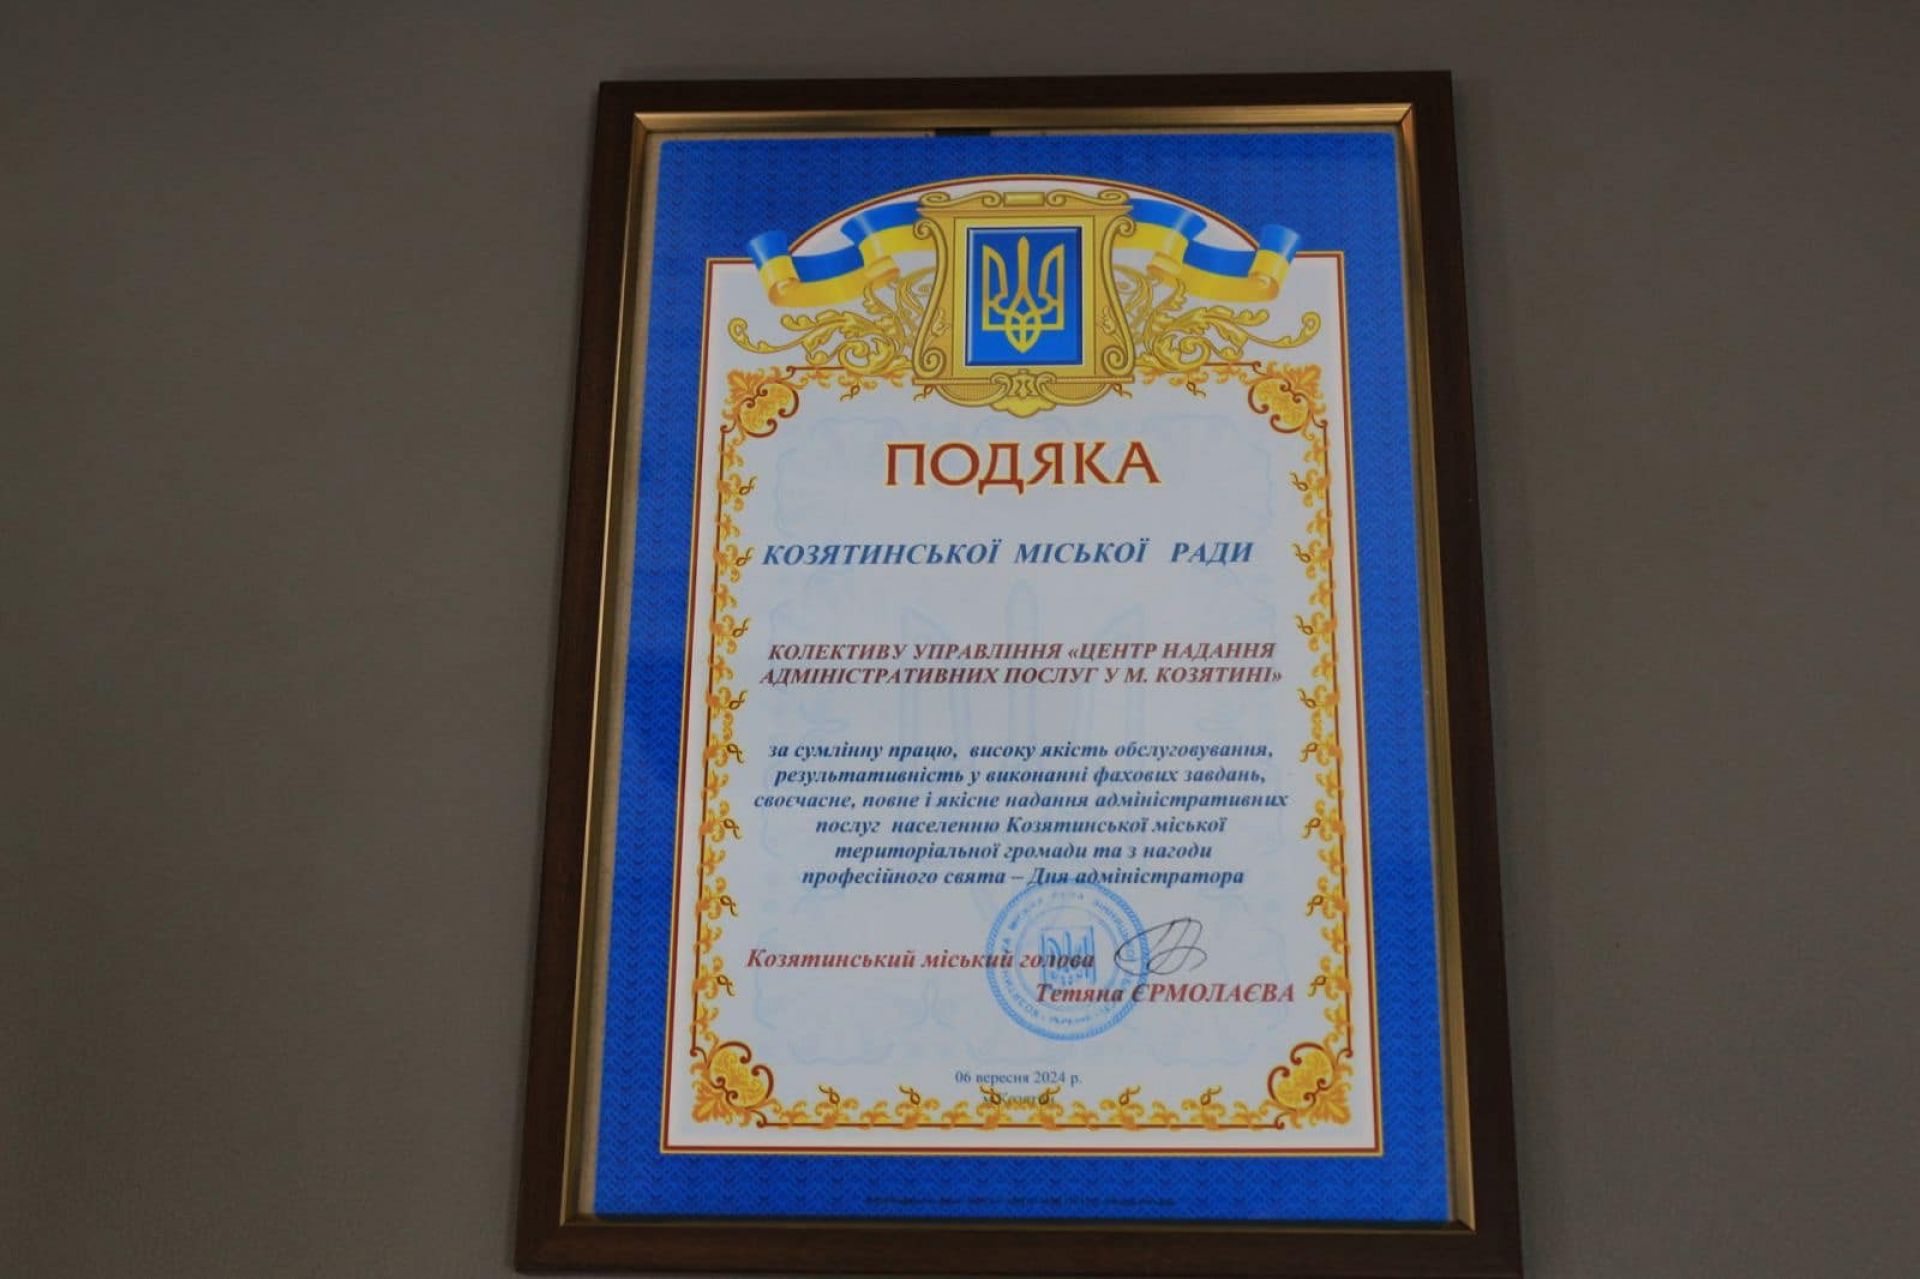 ПОДЯКА
КОЗЯТИНСЬКОЇ МІСЬКОЇ РАДИ
КОЛЕКТИВУ УПРАВЛІННЯ «ЦЕНТР НАДАННЯ
АДМІНІСТРАТИВНИХ ПОСЛУГ У М. КОЗЯТИНІ»
за сумлінну працю, високу якість обслуговування,
результативність у виконанні фахових завдань,
своєчасне, повне і якісне надання адміністративних
послуг населенню Козятинської міської
територіальної громади та з нагоди
професійного свята – Дня адміністратора
Козятинський міський голова
Тетяна ЄРМОЛАЄВА
06 вересня 2024 р.
м.Козятин